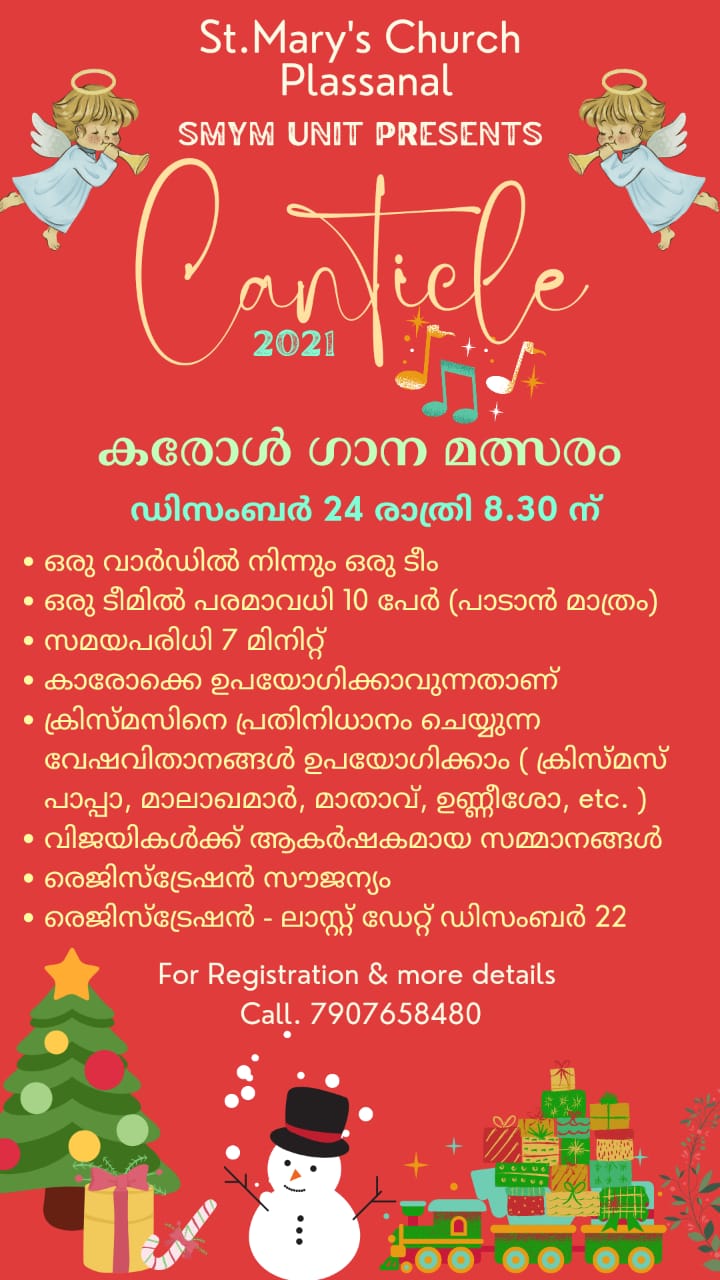 St.Mary's Church
Plassanal
SMYM UNIT PRESENTS
Canticle
2021
കരോൾ ഗാന മത്സരം
ഡിസംബർ 24 രാത്രി 8.30 ന്
• ഒരു വാർഡിൽ നിന്നും ഒരു ടീം
• ഒരു ടീമിൽ പരമാവധി 10 പേർ (പാടാൻ മാത്രം)
• സമയപരിധി 7 മിനിറ്റ്
• കാരോക്കെ ഉപയോഗിക്കാവുന്നതാണ്
• ക്രിസ്മസിനെ പ്രതിനിധാനം ചെയ്യുന്ന
വേഷവിതാനങ്ങൾ ഉപയോഗിക്കാം ( ക്രിസ്മസ്
പാപ്പാ, മാലാഖമാർ, മാതാവ്, ഉണ്ണീശോ, etc. )
• വിജയികൾക്ക് ആകർഷകമായ സമ്മാനങ്ങൾ
• രെജിസ്ട്രേഷൻ സൗജന്യം
• രെജിസ്ട്രേഷൻ - ലാസ്റ്റ് ഡേറ്റ് ഡിസംബർ 22
For Registration & more details
Call. 7907658480